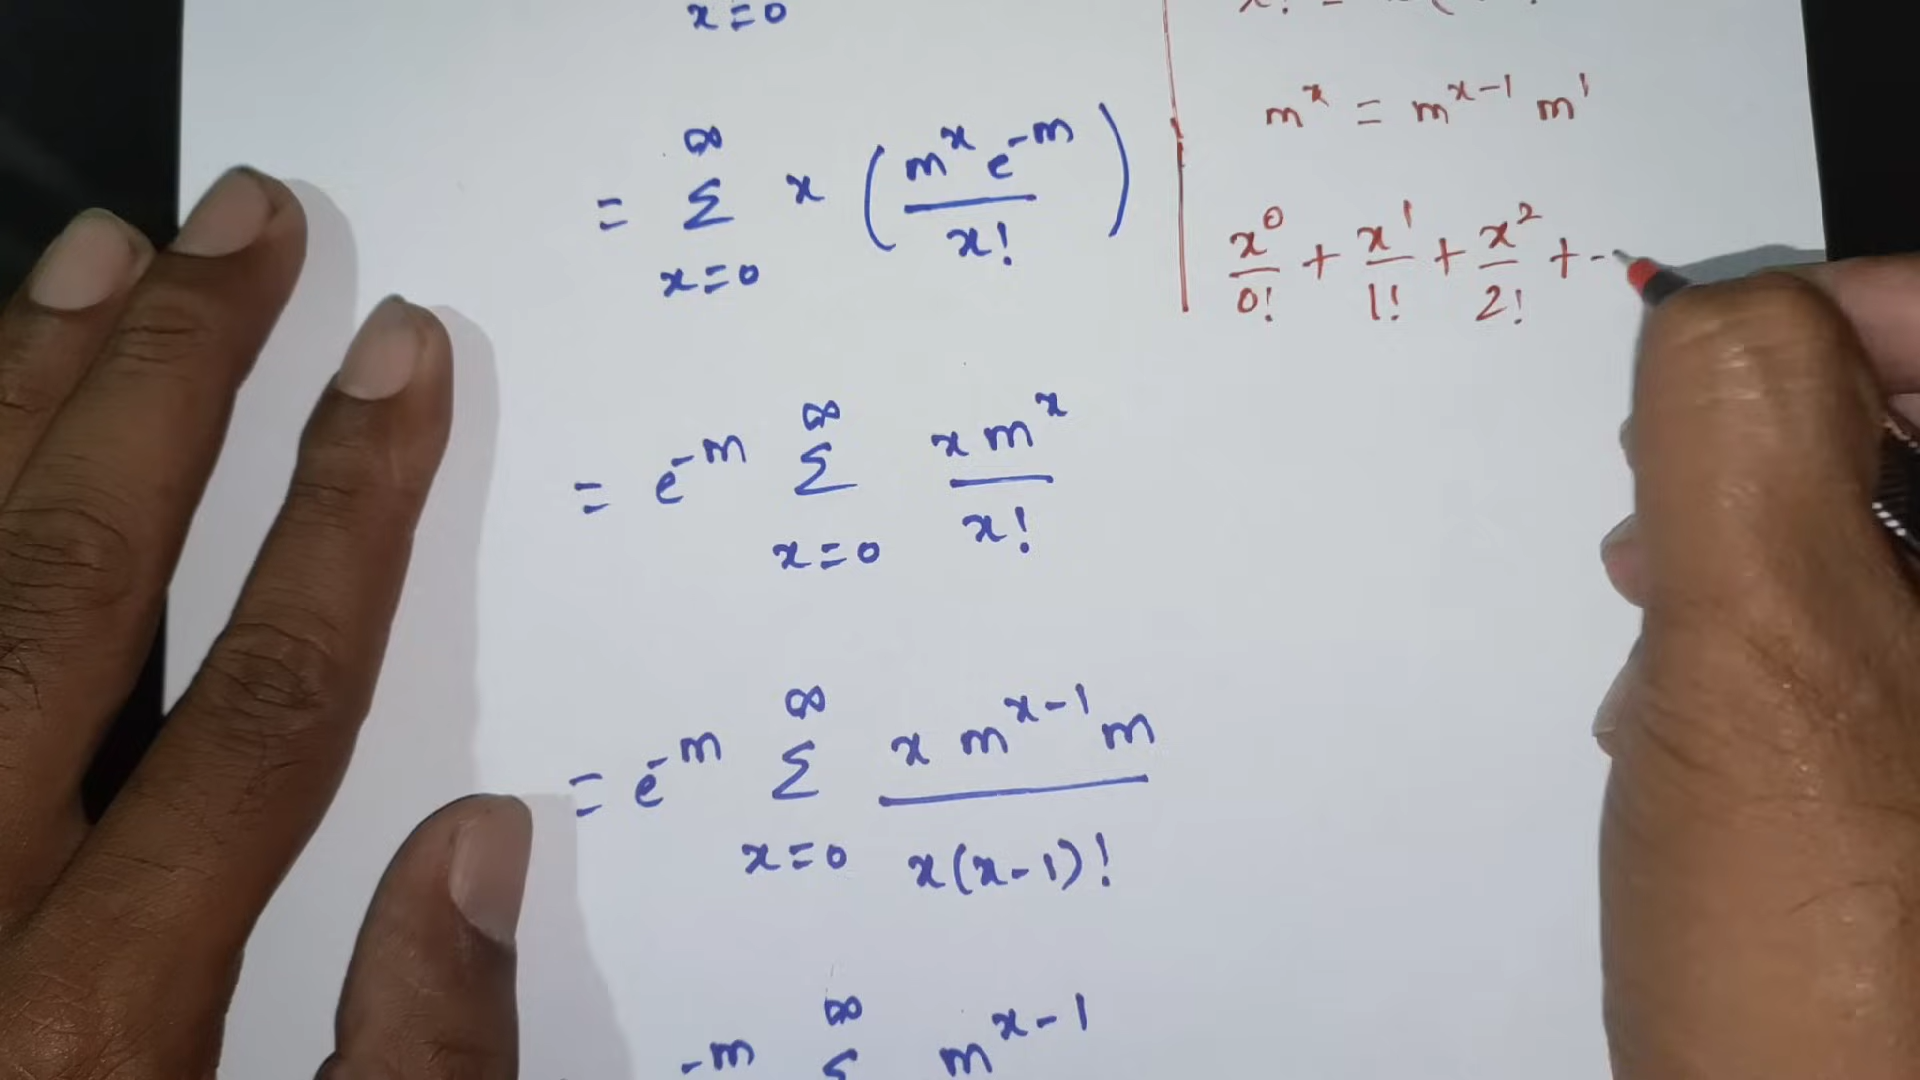 x=0
= ∞ Σ x=0 x ( m^x e^-m / x! )
= e^-m ∞ Σ x=0 x m^x / x!
= e^-m ∞ Σ x=0 x m^x-1 m / x(x-1)!
-m ∞ Σ m^x-1
m^x = m^x-1 m^1
x^0 / 0! + x^1 / 1! + x^2 / 2! + -